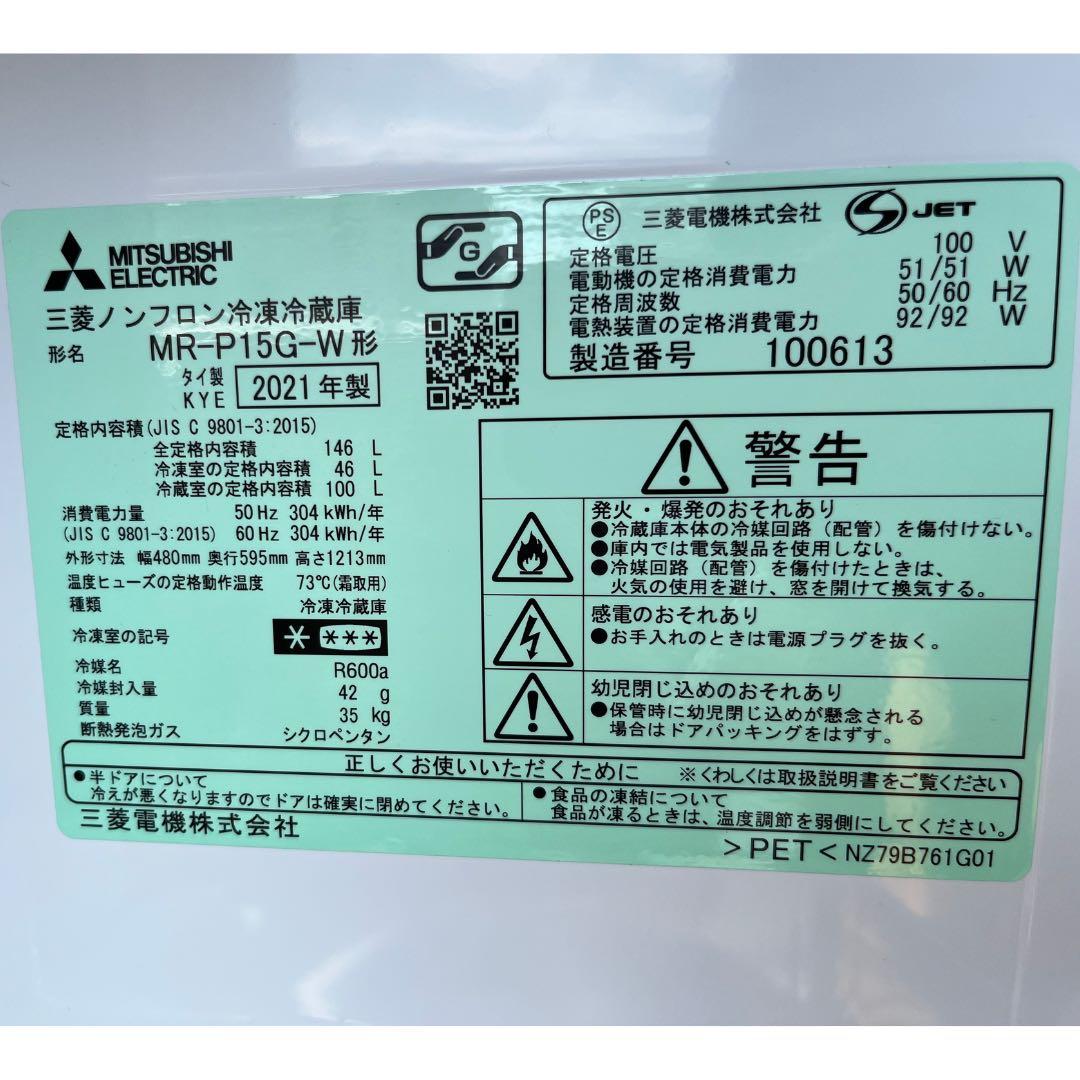 MITSUBISHI
ELECTRIC
三菱ノンフロン冷凍冷蔵庫
形名 MR-P15G-W形
タイ製
KYE
2021年製
定格内容積(JIS C 9801-3:2015)
全定格内容積 146 L
冷凍室の定格内容積 46 L
冷蔵室の定格内容積 100 L
消費電力量 50Hz 304kWh/年
(JIS C 9801-3:2015) 60Hz 304kWh/年
外形寸法 幅480mm 奥行595mm 高さ1213mm
温度ヒューズの定格動作温度 73℃(霜取用)
種類 冷凍冷蔵庫
冷凍室の記号 * ***
冷媒名 R600a
冷媒封入量 42 g
質量 35 kg
断熱発泡ガス シクロペンタン
G
PS
E
三菱電機株式会社 JET
定格電圧 100 V
電動機の定格消費電力 51/51 W
定格周波数 50/60 Hz
電熱装置の定格消費電力 92/92 W
製造番号 100613
警告
発火・爆発のおそれあり
●冷蔵庫本体の冷媒回路(配管)を傷付けない。
●庫内では電気製品を使用しない。
●冷媒回路(配管)を傷付けたときは、
火気の使用を避け、窓を開けて換気する。
感電のおそれあり
●お手入れのときは電源プラグを抜く。
幼児閉じ込めのおそれあり
●保管時に幼児閉じ込めが懸念される
場合はドアパッキングをはずす。
正しくお使いいただくために ※くわしくは取扱説明書をご覧ください
●半ドアについて
冷えが悪くなりますのでドアは確実に閉めてください。
●食品の凍結について
食品が凍るときは、温度調節を弱側にしてください。
三菱電機株式会社
>PET< NZ79B761G01